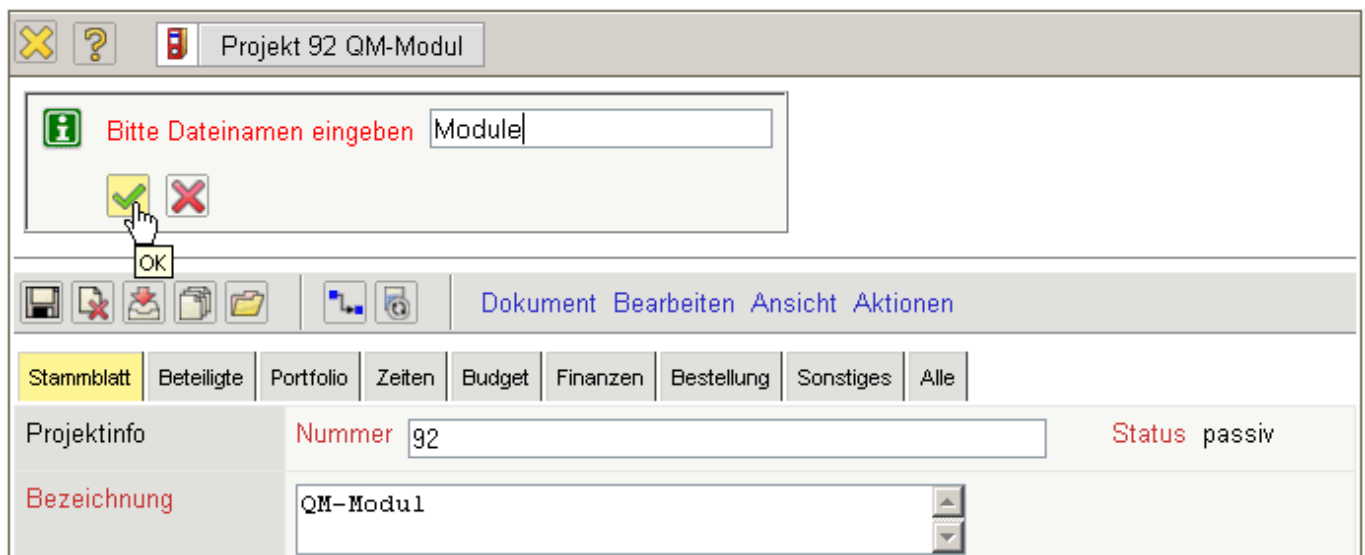 Projekt 92 QM-Modul
Bitte Dateinamen eingeben Module
OK
Dokument Bearbeiten Ansicht Aktionen
Stammblatt Beteiligte Portfolio Zeiten Budget Finanzen Bestellung Sonstiges Alle
Projektinfo Nummer 92 Status passiv
Bezeichnung QM-Modul